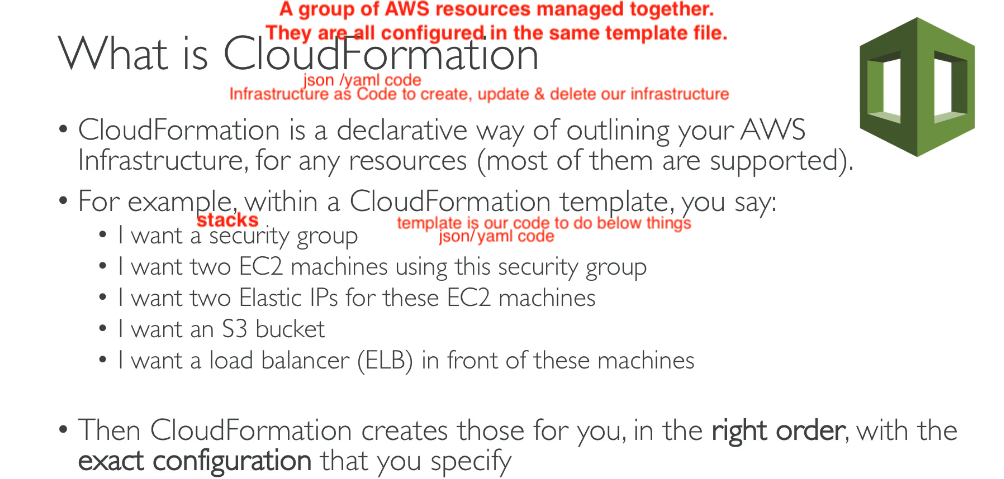 A group of AWS resources managed together.
They are all configured in the same template file.
What is CloudFormation
json /yaml code
Infrastructure as Code to create, update & delete our infrastructure
• CloudFormation is a declarative way of outlining your AWS
Infrastructure, for any resources (most of them are supported).
• For example, within a CloudFormation template, you say:
stacks
template is our code to do below things
json/yaml code
• I want a security group
• I want two EC2 machines using this security group
• I want two Elastic IPs for these EC2 machines
• I want an S3 bucket
• I want a load balancer (ELB) in front of these machines
• Then CloudFormation creates those for you, in the right order, with the
exact configuration that you specify